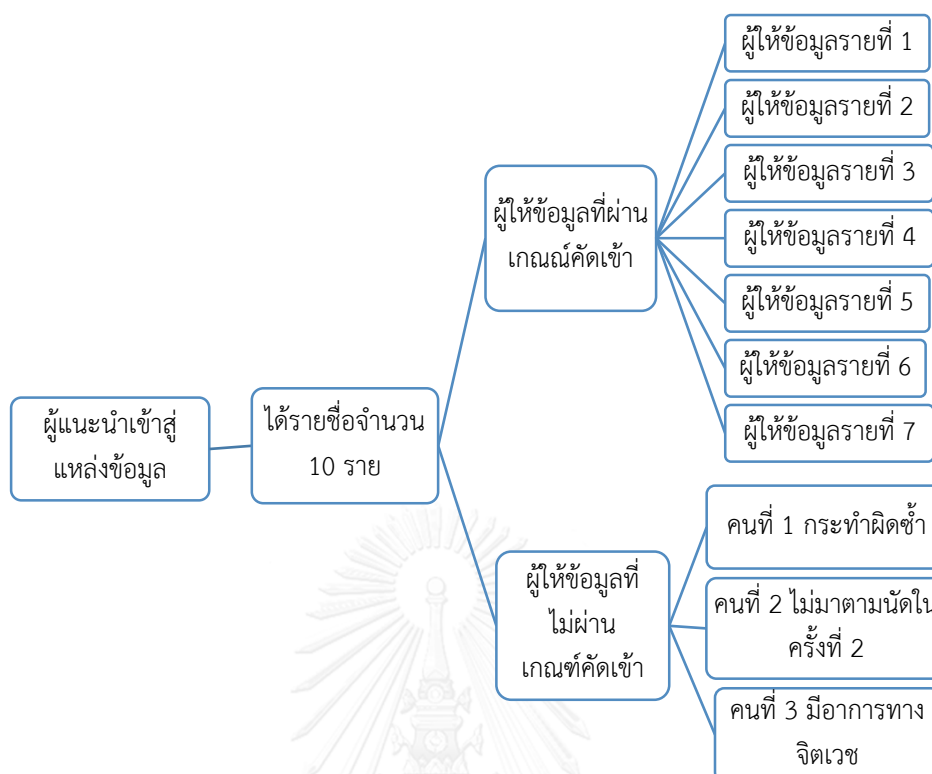 ผู้แนะนำเข้าสู่
แหล่งข้อมูล
ได้รายชื่อจำนวน
10 ราย
ผู้ให้ข้อมูลที่ผ่าน
เกณณ์คัดเข้า
ผู้ให้ข้อมูลรายที่ 1
ผู้ให้ข้อมูลรายที่ 2
ผู้ให้ข้อมูลรายที่ 3
ผู้ให้ข้อมูลรายที่ 4
ผู้ให้ข้อมูลรายที่ 5
ผู้ให้ข้อมูลรายที่ 6
ผู้ให้ข้อมูลรายที่ 7
ผู้ให้ข้อมูลที่
ไม่ผ่าน
เกณฑ์คัดเข้า
คนที่ 1 กระทำผิดซ้ำ
คนที่ 2 ไม่มาตามนัดใน
ครั้งที่ 2
คนที่ 3 มีอาการทาง
จิตเวช